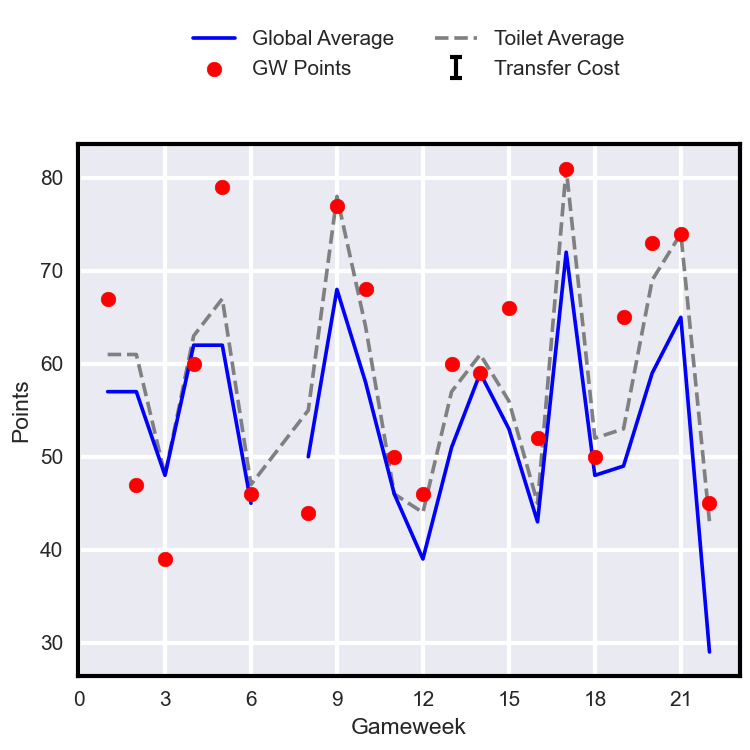 Global Average
Toilet Average
GW Points
Transfer Cost
80
70
60
50
40
30
Points
0 3 6 9 12 15 18 21
Gameweek